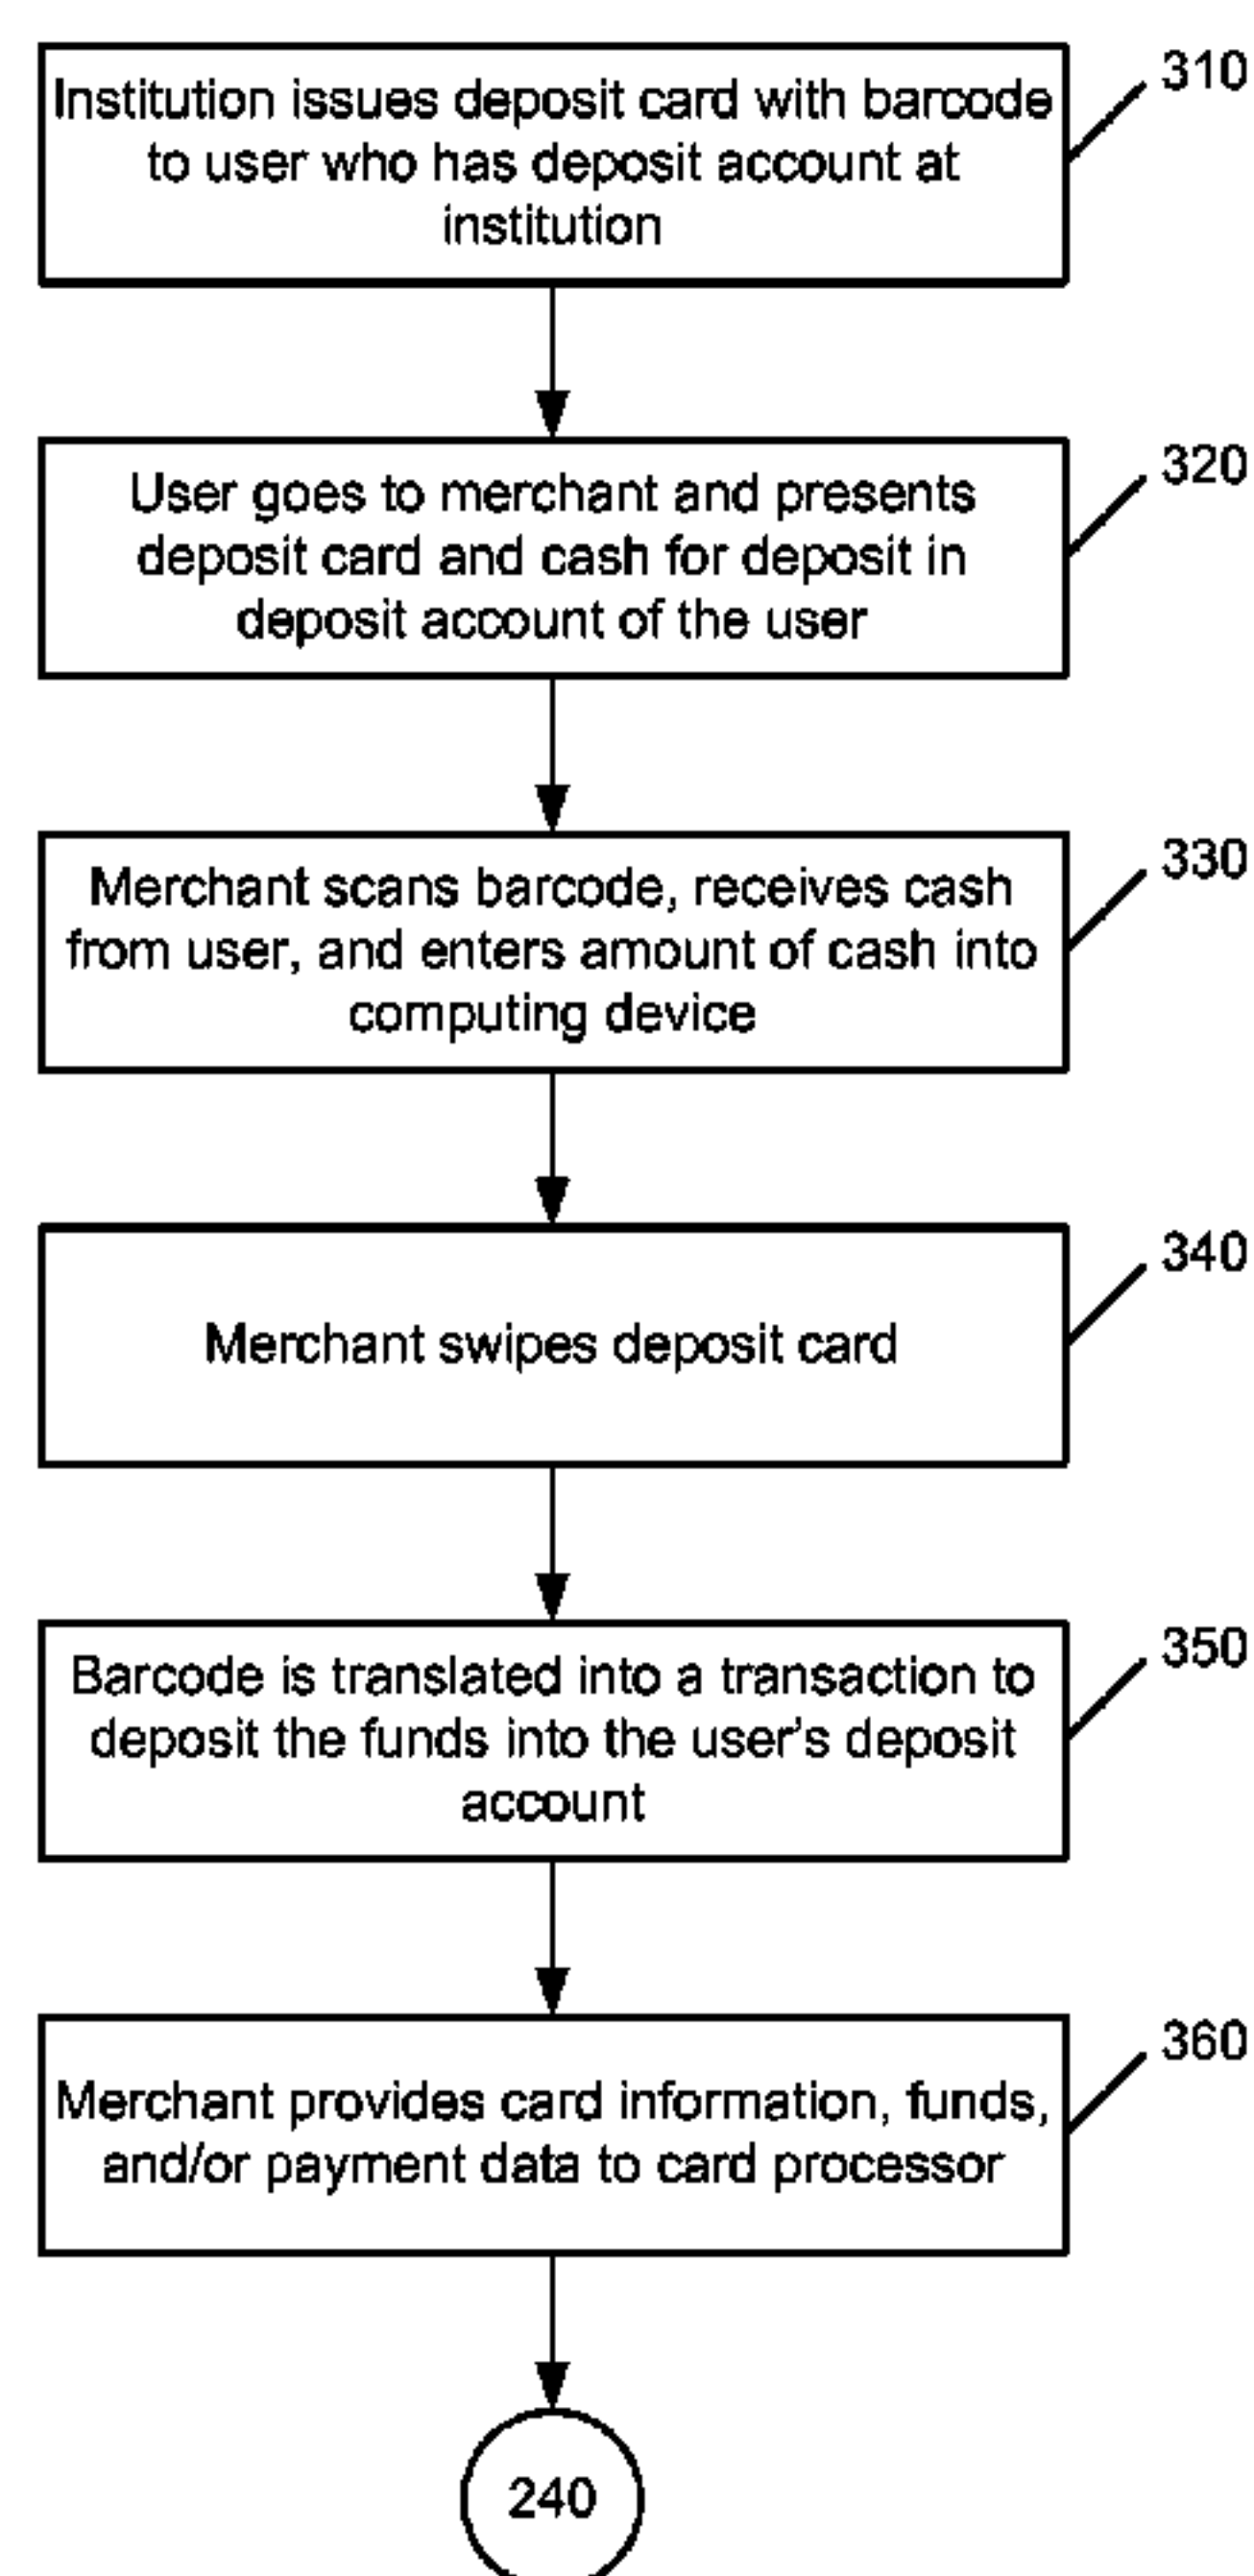 Institution issues deposit card with barcode
to user who has deposit account at
institution
310
User goes to merchant and presents
deposit card and cash for deposit in
deposit account of the user
320
Merchant scans barcode, receives cash
from user, and enters amount of cash into
computing device
330
Merchant swipes deposit card
340
Barcode is translated into a transaction to
deposit the funds into the user's deposit
account
350
Merchant provides card information, funds,
and/or payment data to card processor
360
240